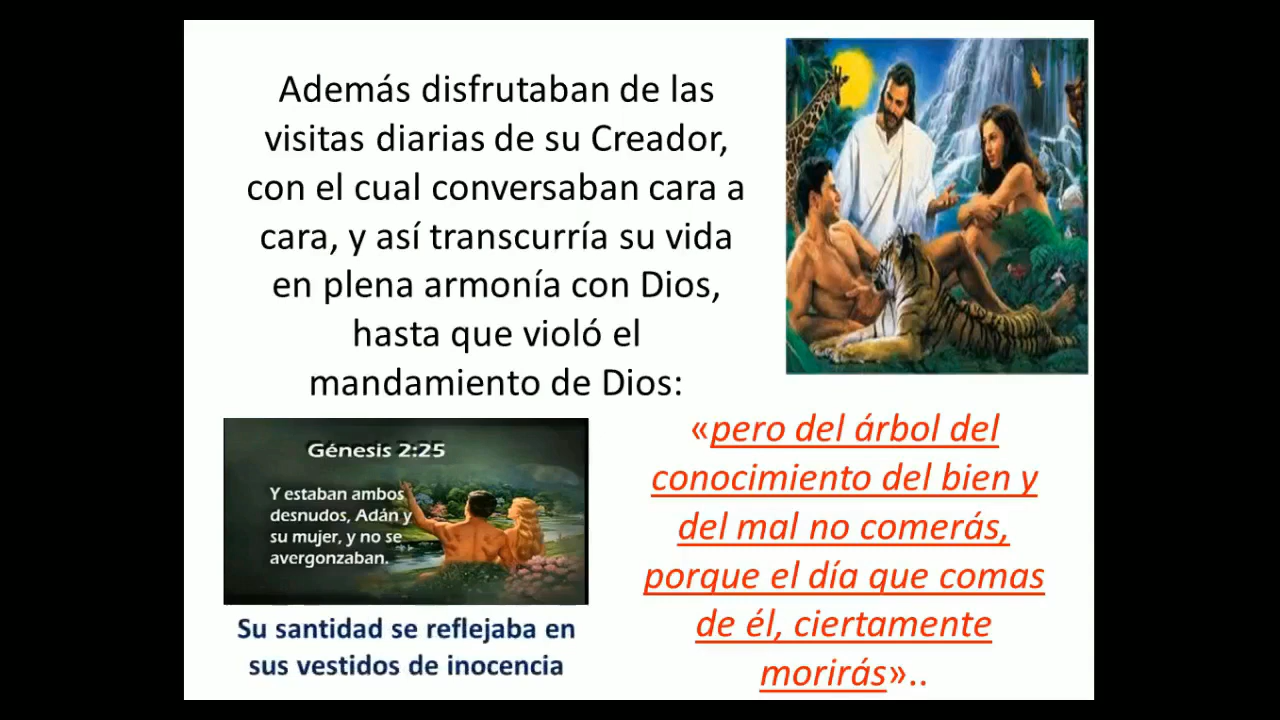 Además disfrutaban de las
visitas diarias de su Creador,
con el cual conversaban cara a
cara, y así transcurría su vida
en plena armonía con Dios,
hasta que violó el
mandamiento de Dios:
Génesis 2:25
Y estaban ambos
desnudos, Adán y
su mujer, y no se
avergonzaban.
Su santidad se reflejaba en
sus vestidos de inocencia
«pero del árbol del
conocimiento del bien y
del mal no comerás,
porque el día que comas
de él, ciertamente
morirás»..